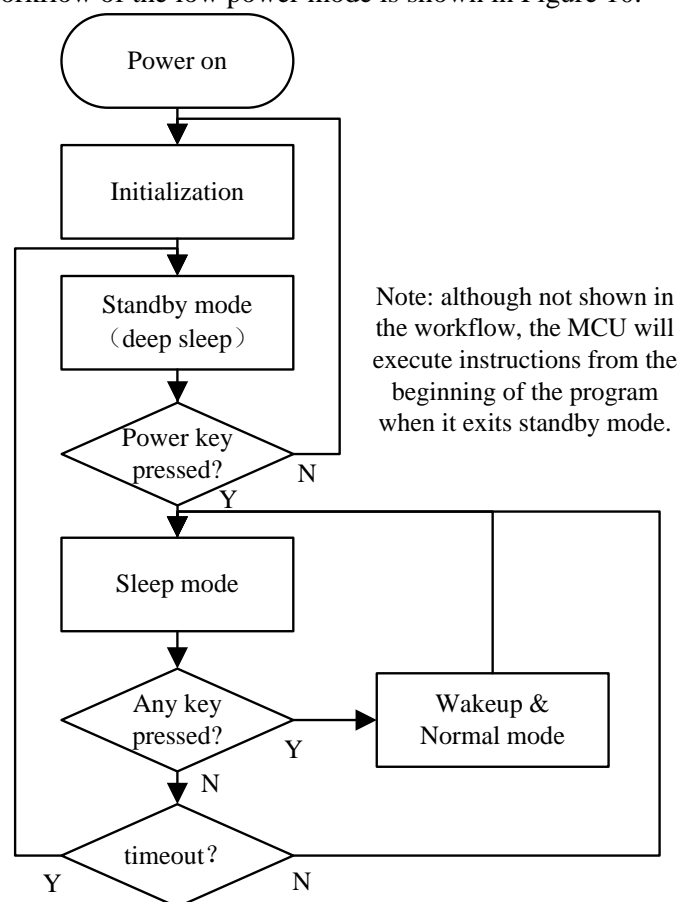 orkflow of the low power mode is shown in Figure 10.
Power on
Initialization
Standby mode
（deep sleep）
Note: although not shown in
the workflow, the MCU will
execute instructions from the
beginning of the program
when it exits standby mode.
Power key
pressed?
N
Y
Sleep mode
Any key
pressed?
Y
Wakeup &
Normal mode
N
timeout?
Y
N